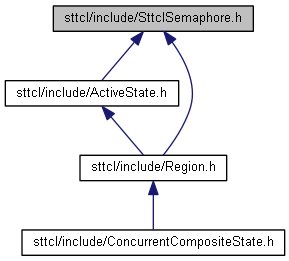 sttcl/include/SttclSemaphore.h
sttcl/include/ActiveState.h
sttcl/include/Region.h
sttcl/include/ConcurrentCompositeState.h